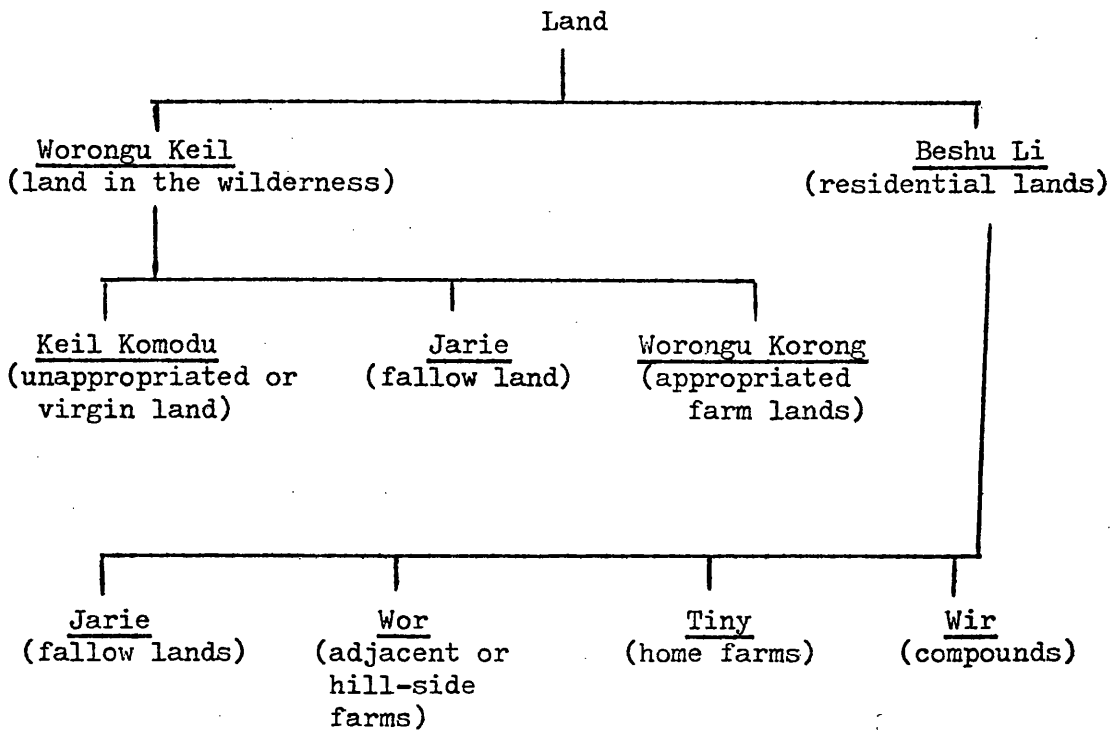 Land
Worongu Keil
(land in the wilderness)
Beshu Li
(residential lands)
Keil Komodu
(unappropriated or
virgin land)
Jarie
(fallow land)
Worongu Korong
(appropriated
farm lands)
Jarie
(fallow lands)
Wor
(adjacent or
hill-side
farms)
Tiny
(home farms)
Wir
(compounds)